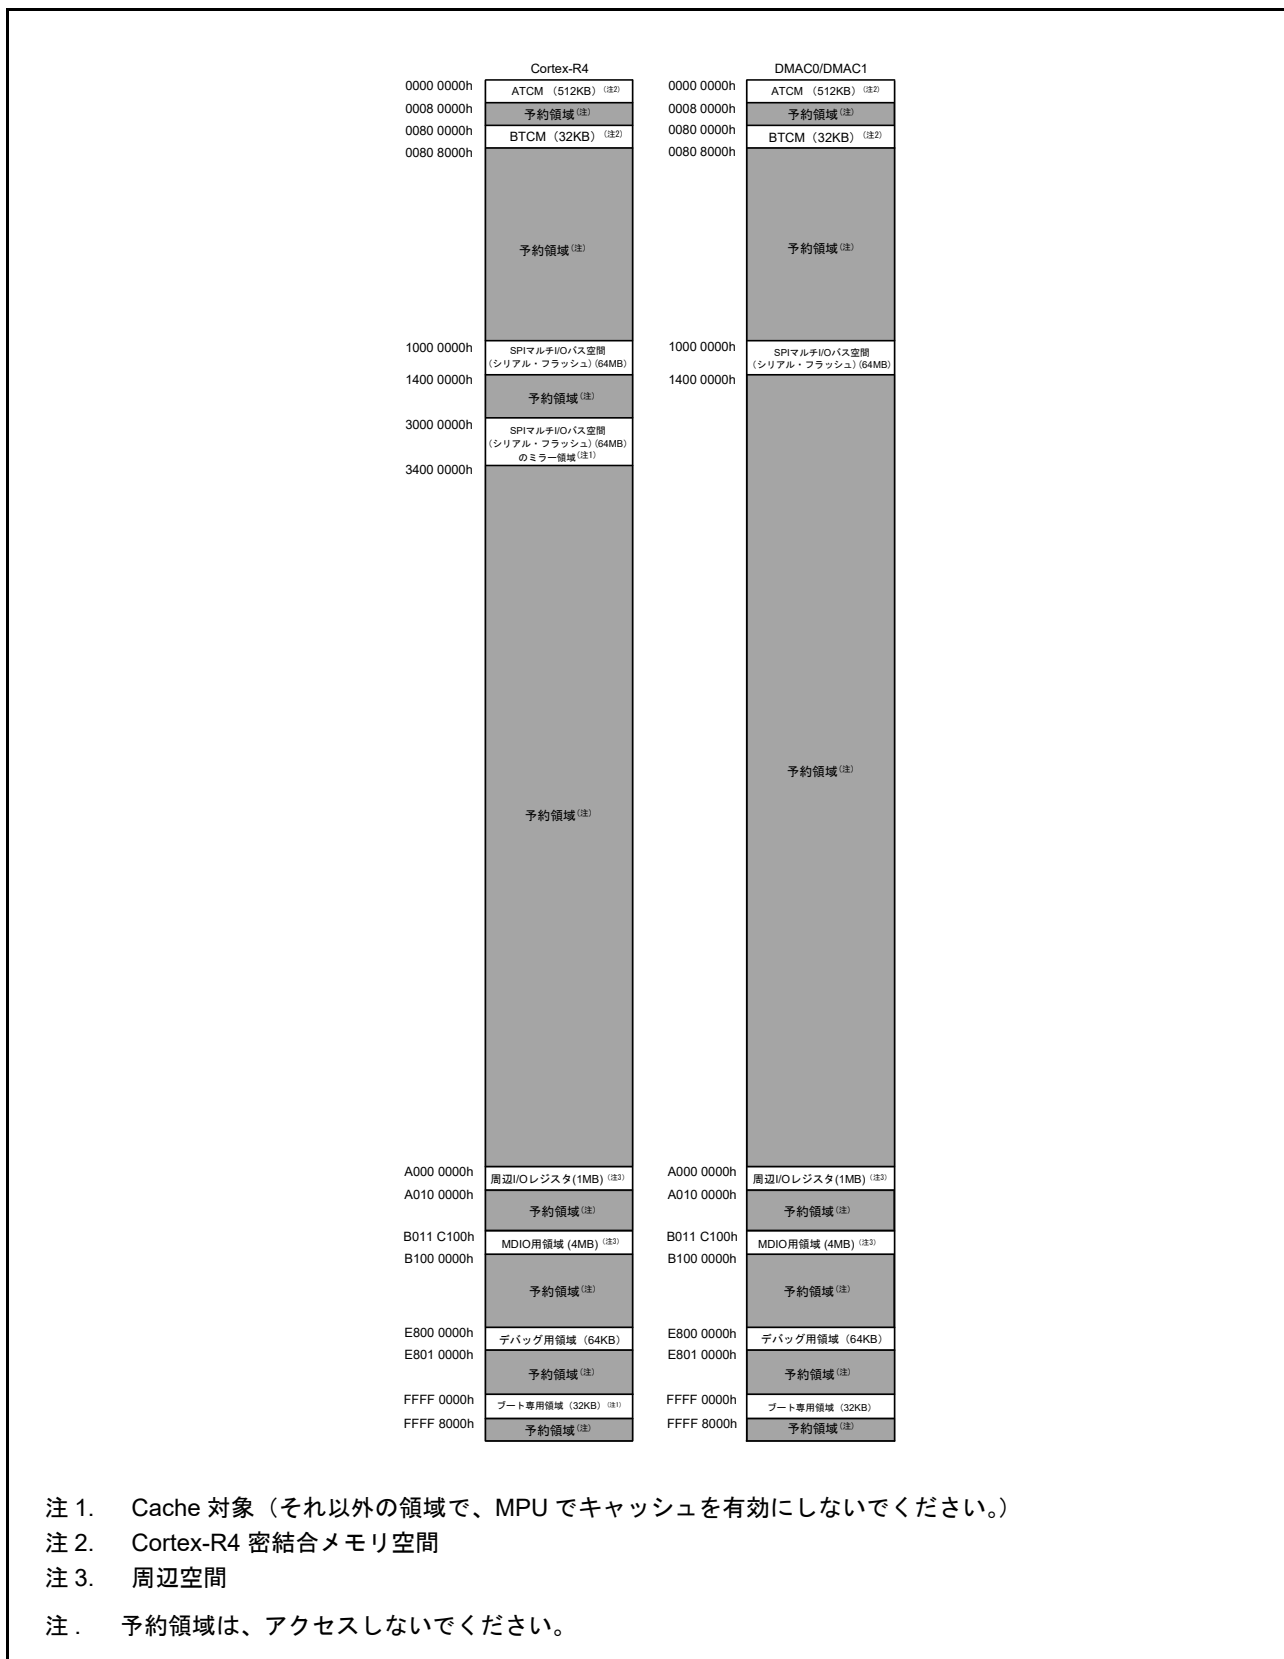 Cortex-R4
0000 0000h
ATCM （512KB）（注2）
0008 0000h
予約領域（注）
0080 0000h
BTCM（32KB）（注2）
0080 8000h
予約領域（注）
1000 0000h
SPIマルチI/Oバス空間
（シリアル・フラッシュ）(64MB)
1400 0000h
予約領域（注）
3000 0000h
SPIマルチI/Oバス空間
（シリアル・フラッシュ）(64MB)
のミラー領域（注1）
3400 0000h
予約領域（注）
A000 0000h
周辺I/Oレジスタ(1MB)（注3）
A010 0000h
予約領域（注）
B011 C100h
MDIO用領域 (4MB)（注3）
B100 0000h
予約領域（注）
E800 0000h
デバッグ用領域（64KB）
E801 0000h
予約領域（注）
FFFF 0000h
ブート専用領域（32KB）（注1）
FFFF 8000h
予約領域（注）
DMAC0/DMAC1
0000 0000h
ATCM （512KB）（注2）
0008 0000h
予約領域（注）
0080 0000h
BTCM（32KB）（注2）
0080 8000h
予約領域（注）
1000 0000h
SPIマルチI/Oバス空間
（シリアル・フラッシュ）(64MB)
1400 0000h
予約領域（注）
A000 0000h
周辺I/Oレジスタ(1MB)（注3）
A010 0000h
予約領域（注）
B011 C100h
MDIO用領域 (4MB)（注3）
B100 0000h
予約領域（注）
E800 0000h
デバッグ用領域（64KB）
E801 0000h
予約領域（注）
FFFF 0000h
ブート専用領域（32KB）
FFFF 8000h
予約領域（注）
注 1. Cache 対象（それ以外の領域で、MPU でキャッシュを有効にしないでください。）
注 2. Cortex-R4 密結合メモリ空間
注 3. 周辺空間
注 . 予約領域は、アクセスしないでください。